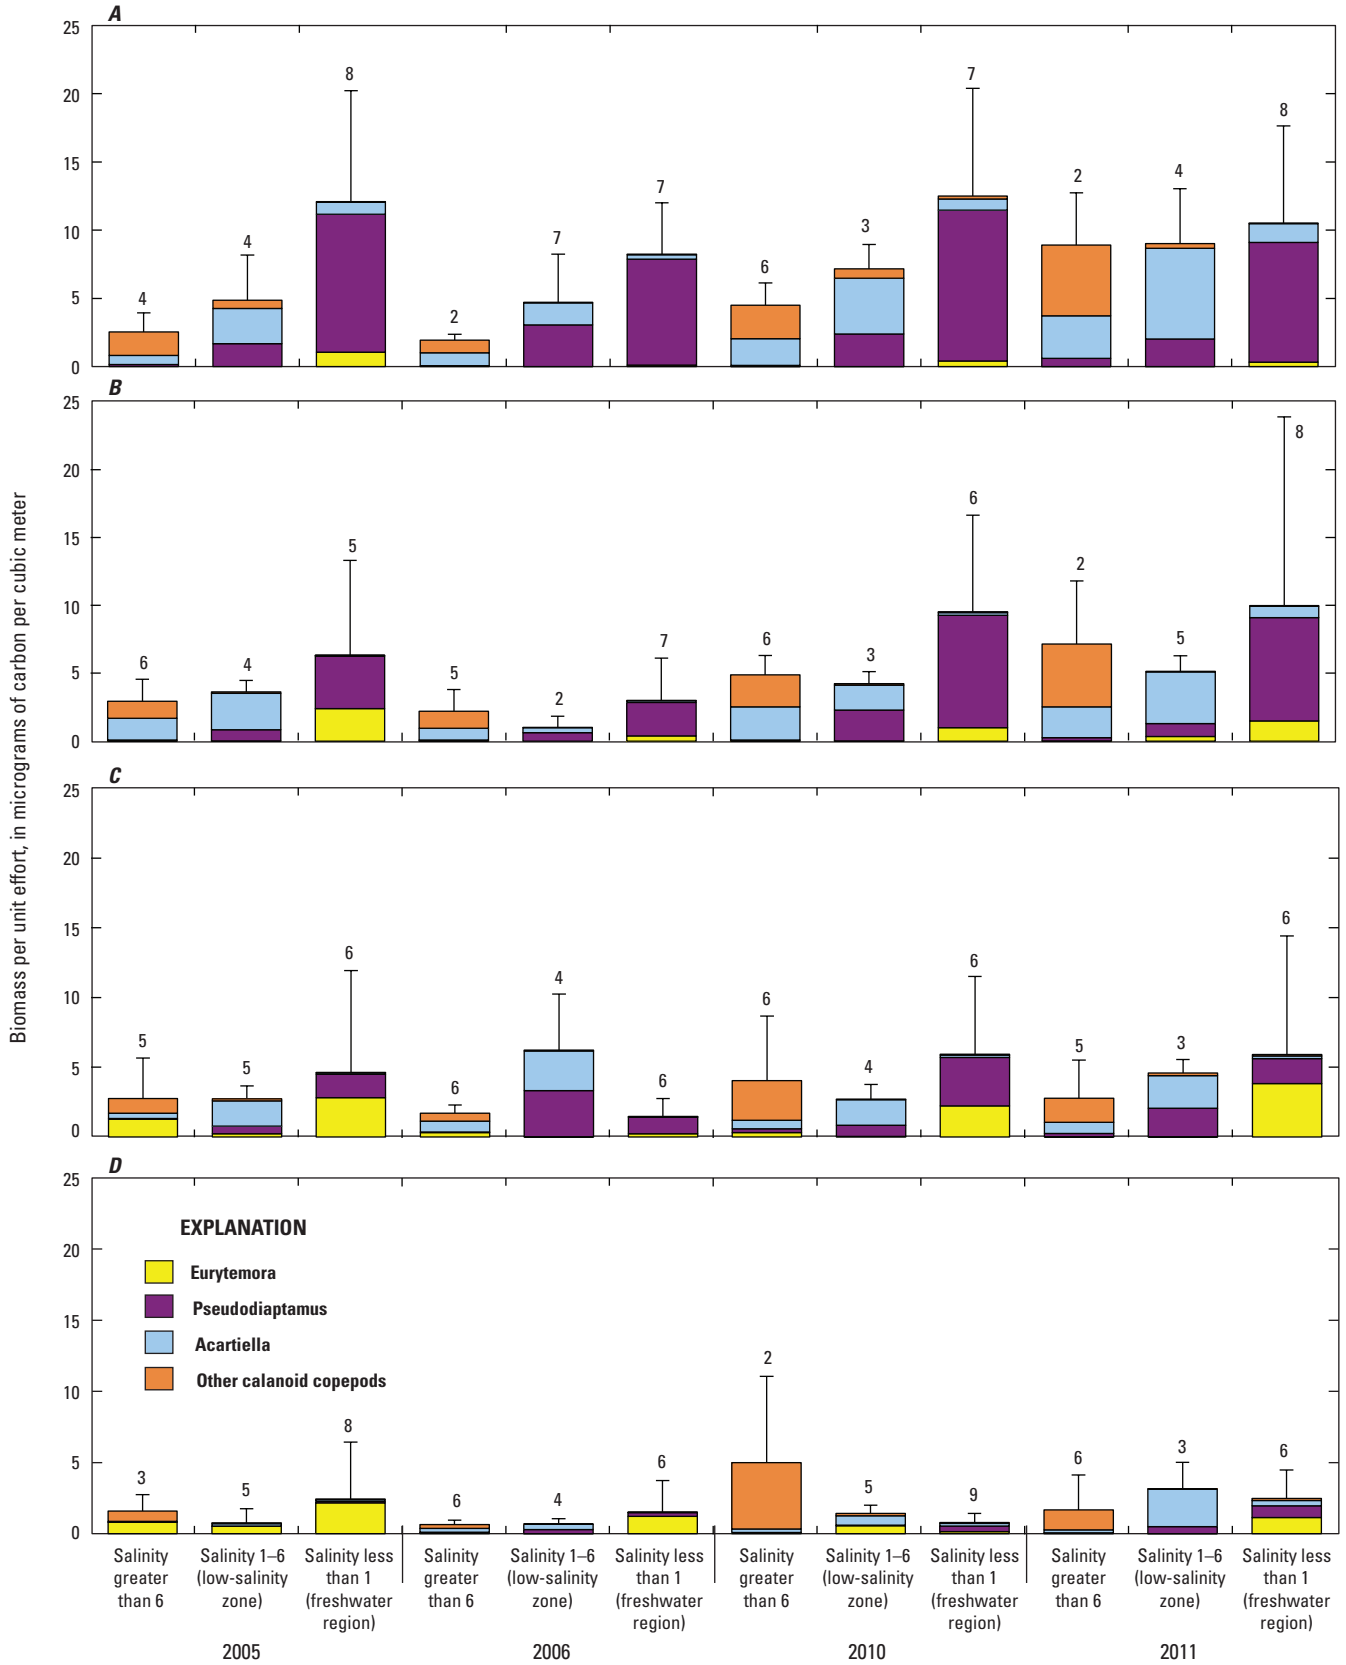 A
25
20
15
10
5
0
4
4
8
2
7
7
6
3
7
2
4
8
B
25
20
15
10
5
0
6
4
5
5
2
7
6
3
6
2
5
8
C
25
20
15
10
5
0
5
5
6
6
4
6
6
4
6
5
3
6
D
25
20
15
10
5
0
3
5
8
6
4
6
2
5
9
6
3
6
Biomass per unit effort, in micrograms of carbon per cubic meter
EXPLANATION
Eurytemora
Pseudodiaptamus
Acartiella
Other calanoid copepods
Salinity
greater
than 6
Salinity 1–6
(low-salinity
zone)
Salinity less
than 1
(freshwater
region)
Salinity
greater
than 6
Salinity 1–6
(low-salinity
zone)
Salinity less
than 1
(freshwater
region)
Salinity
greater
than 6
Salinity 1–6
(low-salinity
zone)
Salinity less
than 1
(freshwater
region)
Salinity
greater
than 6
Salinity 1–6
(low-salinity
zone)
Salinity less
than 1
(freshwater
region)
2005
2006
2010
2011